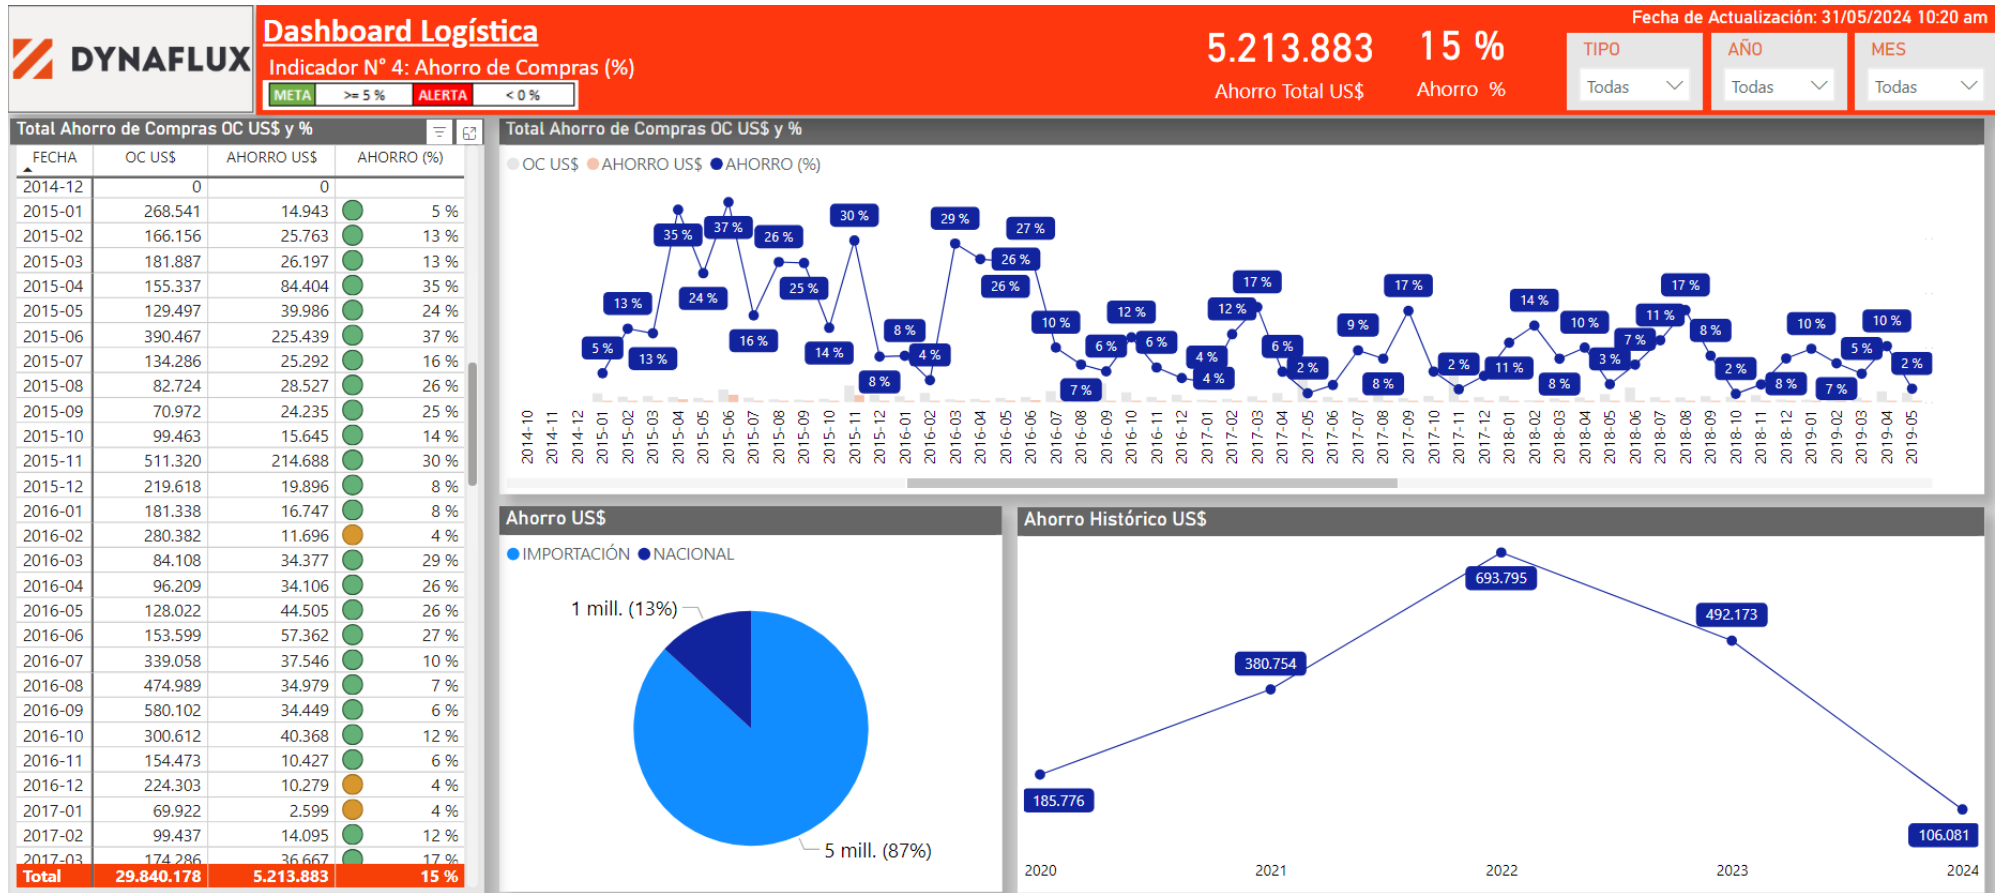 DYNAFLUX
Dashboard Logística
Indicador N° 4: Ahorro de Compras (%)
META >= 5 % ALERTA < 0 %
5.213.883
Ahorro Total US$
15 %
Ahorro %
Fecha de Actualización: 31/05/2024 10:20 am
TIPO AÑO MES
Todas Todas Todas
Total Ahorro de Compras OC US$ y %
FECHA OC US$ AHORRO US$ AHORRO (%)
2014-12 0 0
2015-01 268.541 14.943 5 %
2015-02 166.156 25.763 13 %
2015-03 181.887 26.197 13 %
2015-04 155.337 84.404 35 %
2015-05 129.497 39.986 24 %
2015-06 390.467 225.439 37 %
2015-07 134.286 25.292 16 %
2015-08 82.724 28.527 26 %
2015-09 70.972 24.235 25 %
2015-10 99.463 15.645 14 %
2015-11 511.320 214.688 30 %
2015-12 219.618 19.896 8 %
2016-01 181.338 16.747 8 %
2016-02 280.382 11.696 4 %
2016-03 84.108 34.377 29 %
2016-04 96.209 34.106 26 %
2016-05 128.022 44.505 26 %
2016-06 153.599 57.362 27 %
2016-07 339.058 37.546 10 %
2016-08 474.989 34.979 7 %
2016-09 580.102 34.449 6 %
2016-10 300.612 40.368 12 %
2016-11 154.473 10.427 6 %
2016-12 224.303 10.279 4 %
2017-01 69.922 2.599 4 %
2017-02 99.437 14.095 12 %
2017-03 174.286 36.667 17 %
Total 29.840.178 5.213.883 15 %
Total Ahorro de Compras OC US$ y %
OC US$ AHORRO US$ AHORRO (%)
5 % 13 % 13 % 35 % 24 % 37 % 16 % 26 % 25 % 14 % 30 % 8 % 8 % 4 % 29 % 26 % 26 % 27 % 10 % 7 % 6 % 12 % 6 % 4 % 4 % 12 % 17 % 6 % 2 % 9 % 8 % 17 % 2 % 11 % 14 % 8 % 10 % 3 % 7 % 11 % 17 % 8 % 2 % 8 % 10 % 7 % 5 % 10 % 2 %
2014-10 2014-11 2014-12 2015-01 2015-02 2015-03 2015-04 2015-05 2015-06 2015-07 2015-08 2015-09 2015-10 2015-11 2015-12 2016-01 2016-02 2016-03 2016-04 2016-05 2016-06 2016-07 2016-08 2016-09 2016-10 2016-11 2016-12 2017-01 2017-02 2017-03 2017-04 2017-05 2017-06 2017-07 2017-08 2017-09 2017-10 2017-11 2017-12 2018-01 2018-02 2018-03 2018-04 2018-05 2018-06 2018-07 2018-08 2018-09 2018-10 2018-11 2018-12 2019-01 2019-02 2019-03 2019-04 2019-05
Ahorro US$
IMPORTACIÓN NACIONAL
1 mill. (13%)
5 mill. (87%)
Ahorro Histórico US$
693.795
492.173
380.754
185.776
106.081
2020 2021 2022 2023 2024